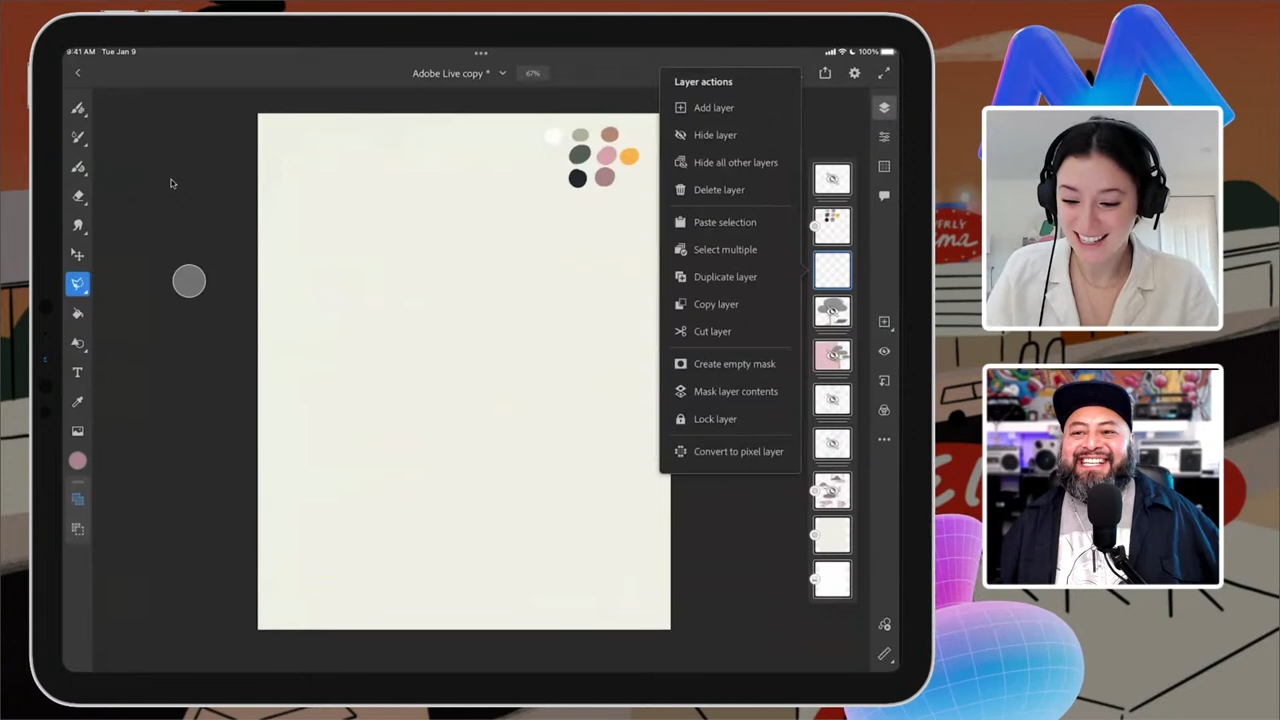 9:41 AM Tue Jan 9
100%
Adobe Live copy *
67%
Layer actions
Add layer
Hide layer
Hide all other layers
Delete layer
Paste selection
Select multiple
Duplicate layer
Copy layer
Cut layer
Create empty mask
Mask layer contents
Lock layer
Convert to pixel layer
T